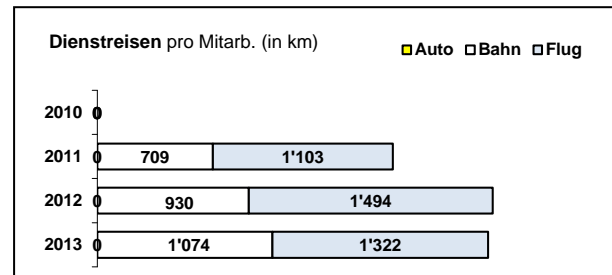 Dienstreisen pro Mitarb. (in km)
Auto Bahn Flug
2010 0
2011 0 709 1'103
2012 0 930 1'494
2013 0 1'074 1'322